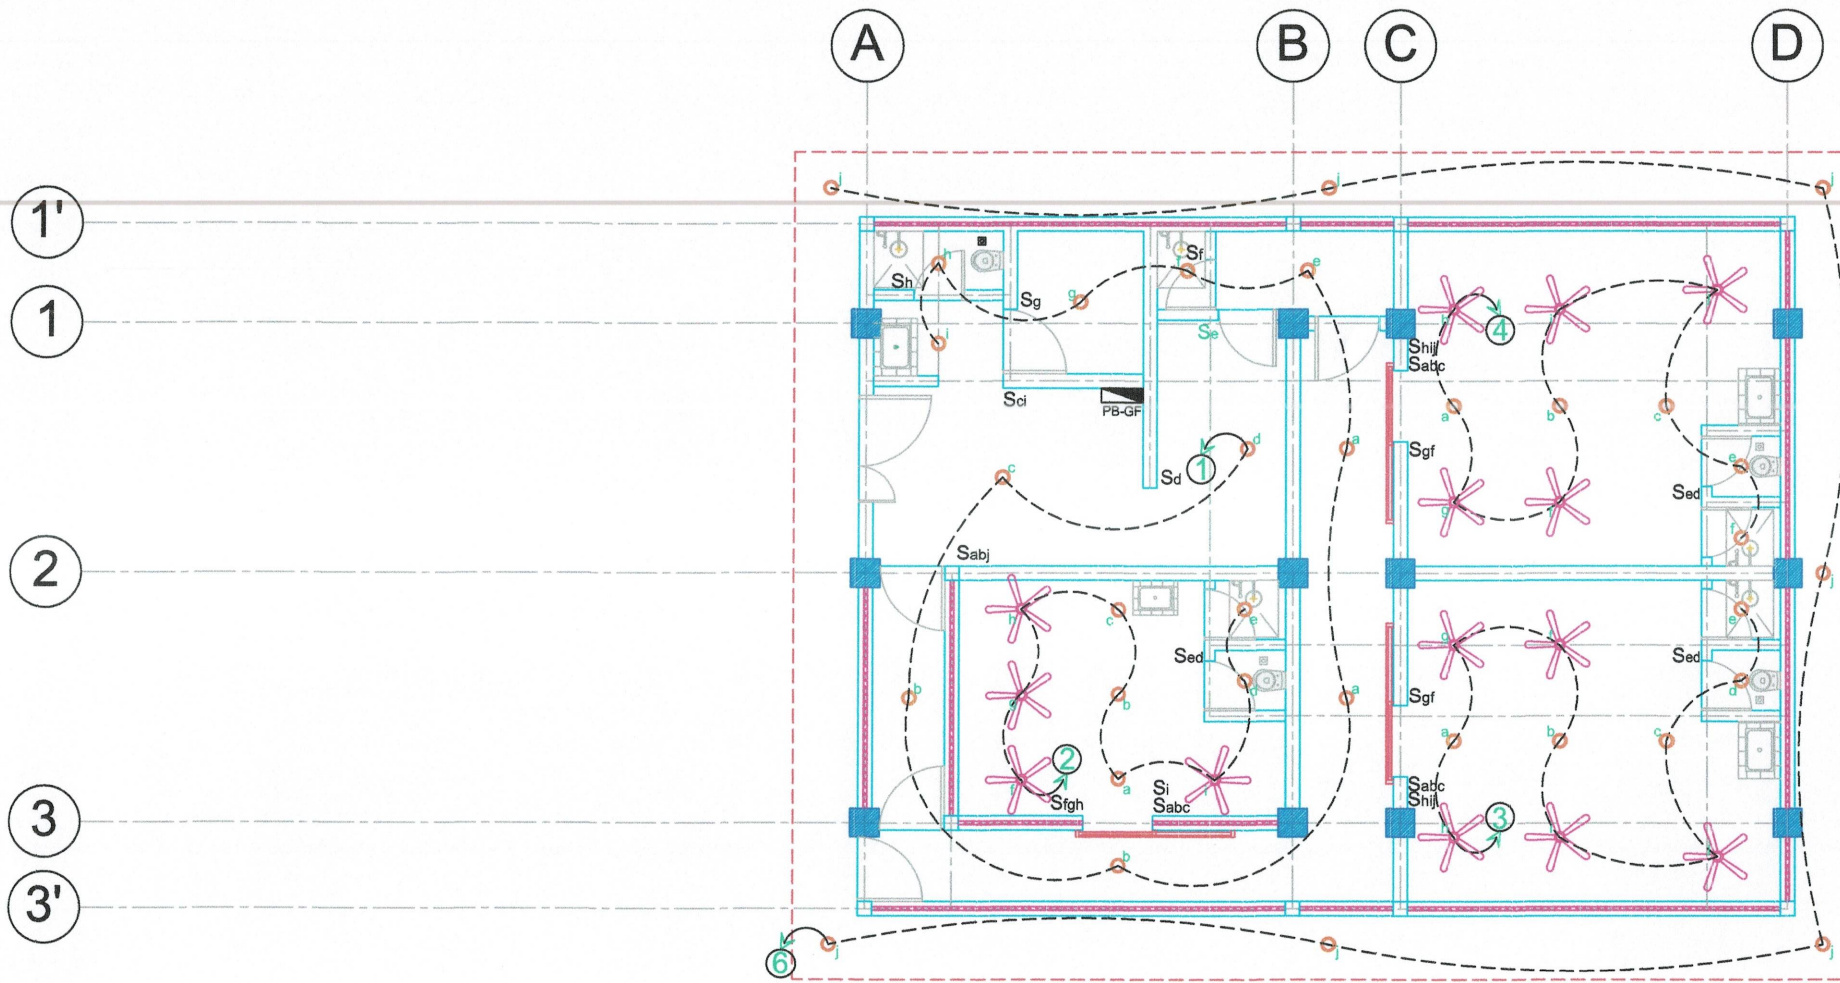 A B C D
1'
1
2
3
3'
j j j
h
Sh
i
Sg
g
Sf
f
e
Se
Sci
PB-GF
c
d
1
Sd
a
Sabj
h 4
i
Shij
Sabc
a b c
Sgf
e
Sed
g f
f
j
h c e
Sed
g b d
b
a
2
f Sfgh
a
Si
Sabc
i
b
g f
e
Sed
d
Sgf
a b c
Sabc
Shij
3
h i
6
j j j